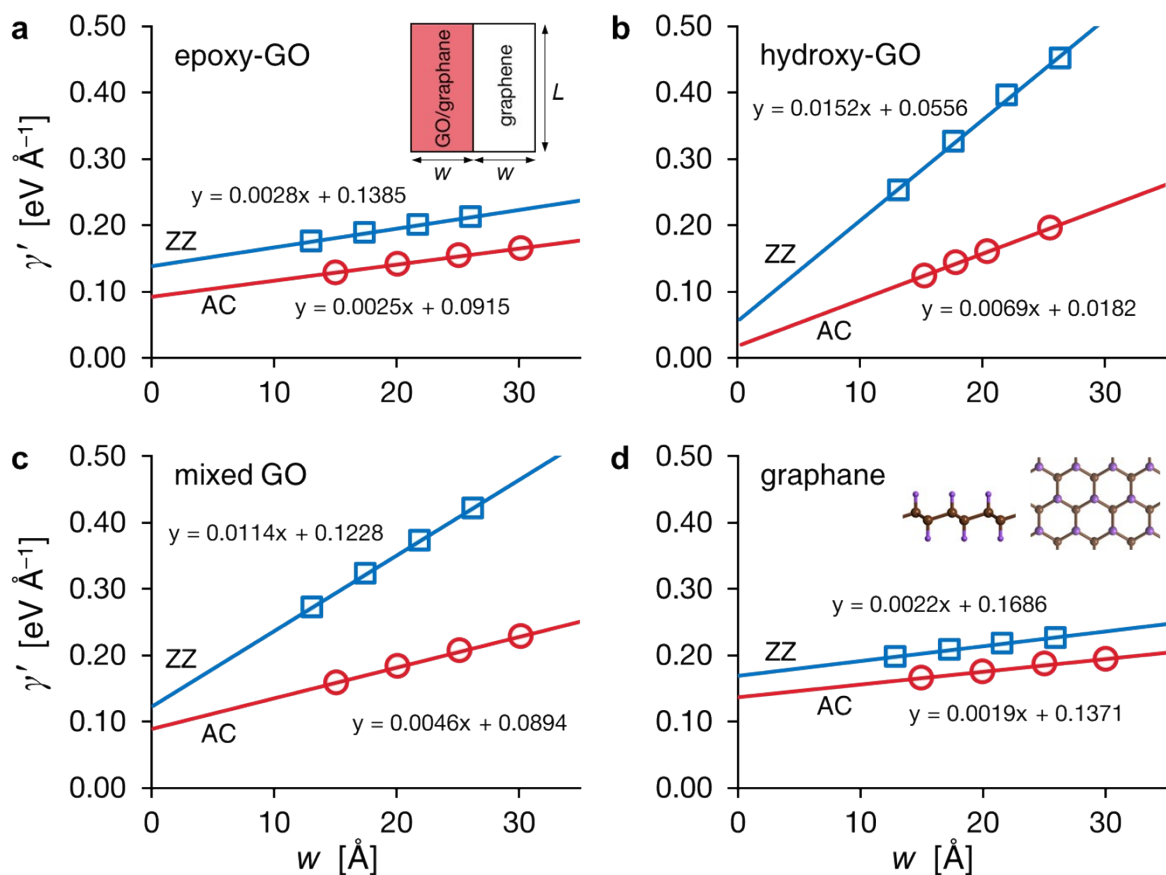 a
epoxy-GO
GO/graphane
graphene
L
w
w
y = 0.0028x + 0.1385
ZZ
AC
y = 0.0025x + 0.0915
γ′ [eV Å⁻¹]
0.50
0.40
0.30
0.20
0.10
0.00
0
10
20
30
b
hydroxy-GO
y = 0.0152x + 0.0556
ZZ
AC
y = 0.0069x + 0.0182
0.50
0.40
0.30
0.20
0.10
0.00
0
10
20
30
c
mixed GO
y = 0.0114x + 0.1228
ZZ
AC
y = 0.0046x + 0.0894
γ′ [eV Å⁻¹]
0.50
0.40
0.30
0.20
0.10
0.00
0
10
20
30
w [Å]
d
graphane
y = 0.0022x + 0.1686
ZZ
AC
y = 0.0019x + 0.1371
0.50
0.40
0.30
0.20
0.10
0.00
0
10
20
30
w [Å]